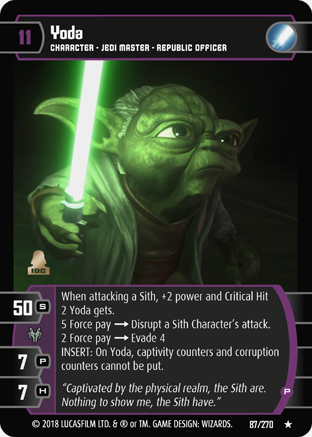 11
Yoda
CHARACTER • JEDI MASTER • REPUBLIC OFFICER
IDC
50 S
When attacking a Sith, +2 power and Critical Hit
2 Yoda gets.
5 Force pay → Disrupt a Sith Character's attack.
2 Force pay → Evade 4
7 P
INSERT: On Yoda, captivity counters and corruption
counters cannot be put.
7 H
“Captivated by the physical realm, the Sith are.
Nothing to show me, the Sith have.”
P
© 2018 LUCASFILM LTD. & ® or TM. GAME DESIGN: WIZARDS.
87/270 ★